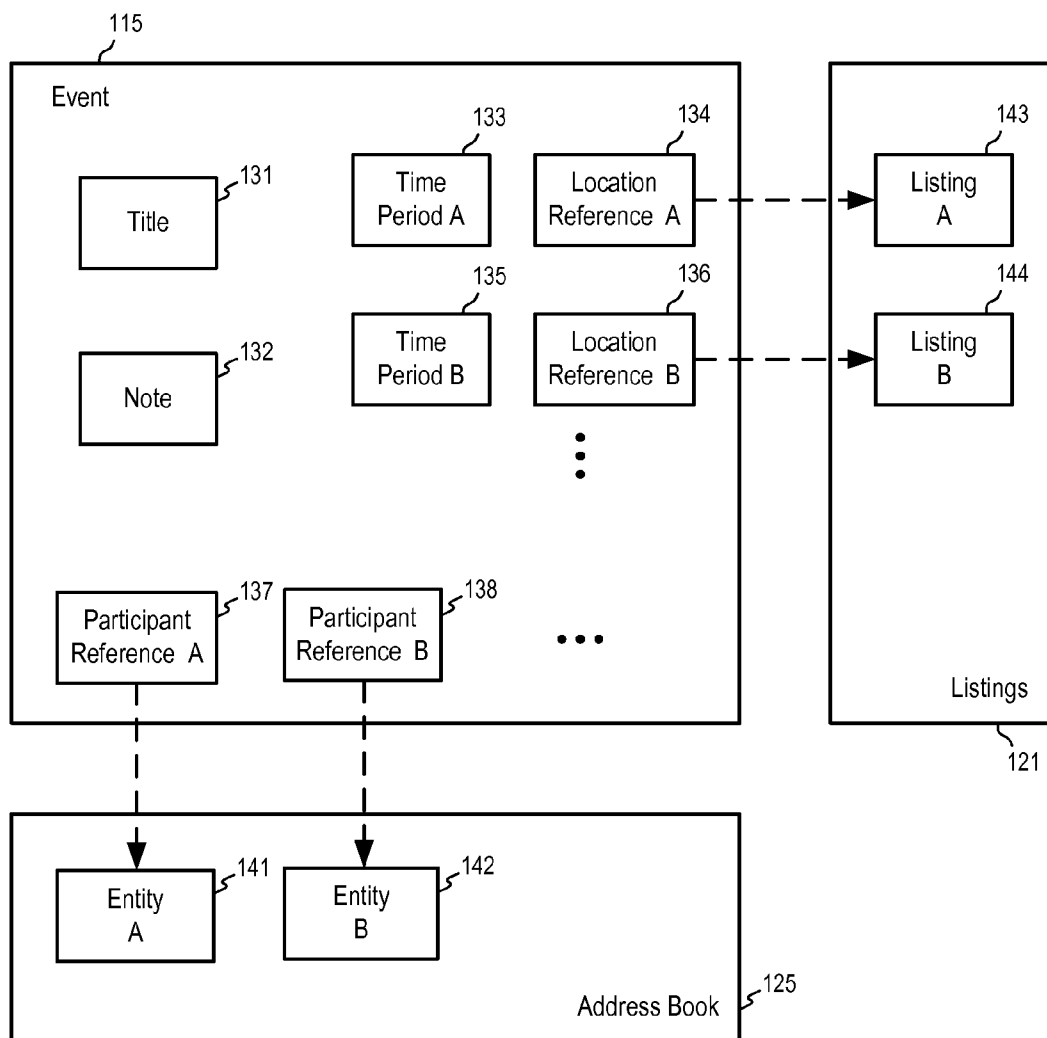 115
Event
133
134
143
131
Time
Period A
Location
Reference A
Listing
A
Title
135
136
144
132
Time
Period B
Location
Reference B
Listing
B
Note
137
138
Participant
Reference A
Participant
Reference B
Listings
121
141
142
Entity
A
Entity
B
125
Address Book